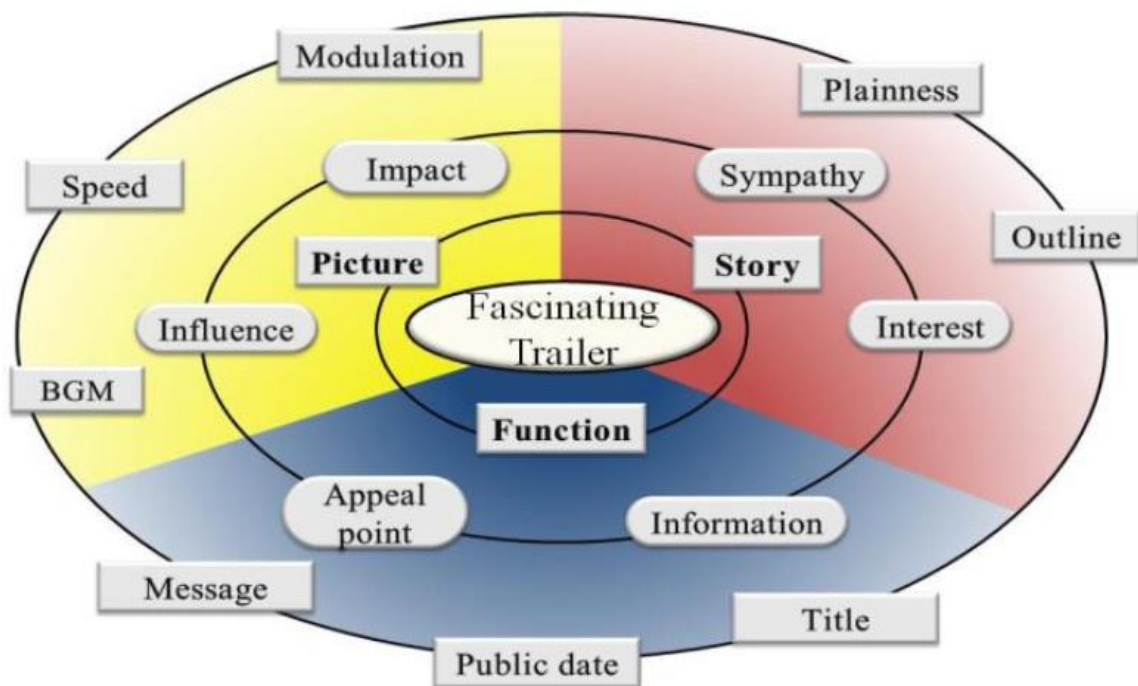 Modulation
Plainness
Impact
Sympathy
Speed
Outline
Picture
Story
Fascinating
Trailer
Influence
Interest
BGM
Function
Appeal
point
Information
Message
Title
Public date